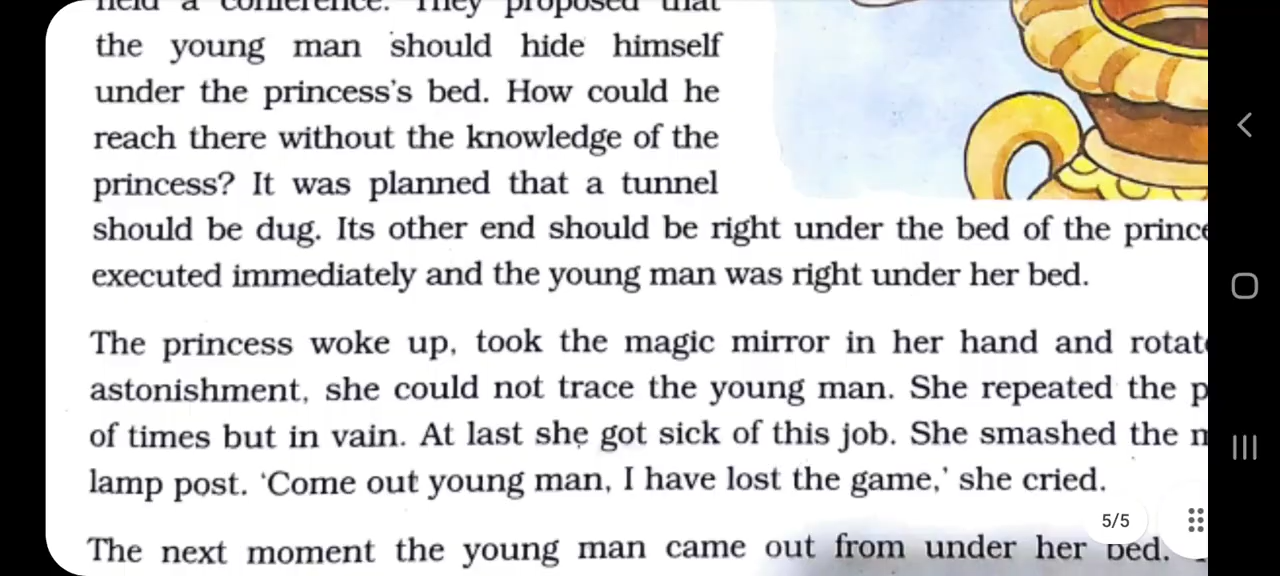 held a conference. They proposed that
the young man should hide himself
under the princess's bed. How could he
reach there without the knowledge of the
princess? It was planned that a tunnel
should be dug. Its other end should be right under the bed of the
executed immediately and the young man was right under her bed.
The princess woke up, took the magic mirror in her hand and
astonishment, she could not trace the young man. She repeated the
of times but in vain. At last she got sick of this job. She smashed the
lamp post. 'Come out young man, I have lost the game,' she cried.
5/5
The next moment the young man came out from under her bed.